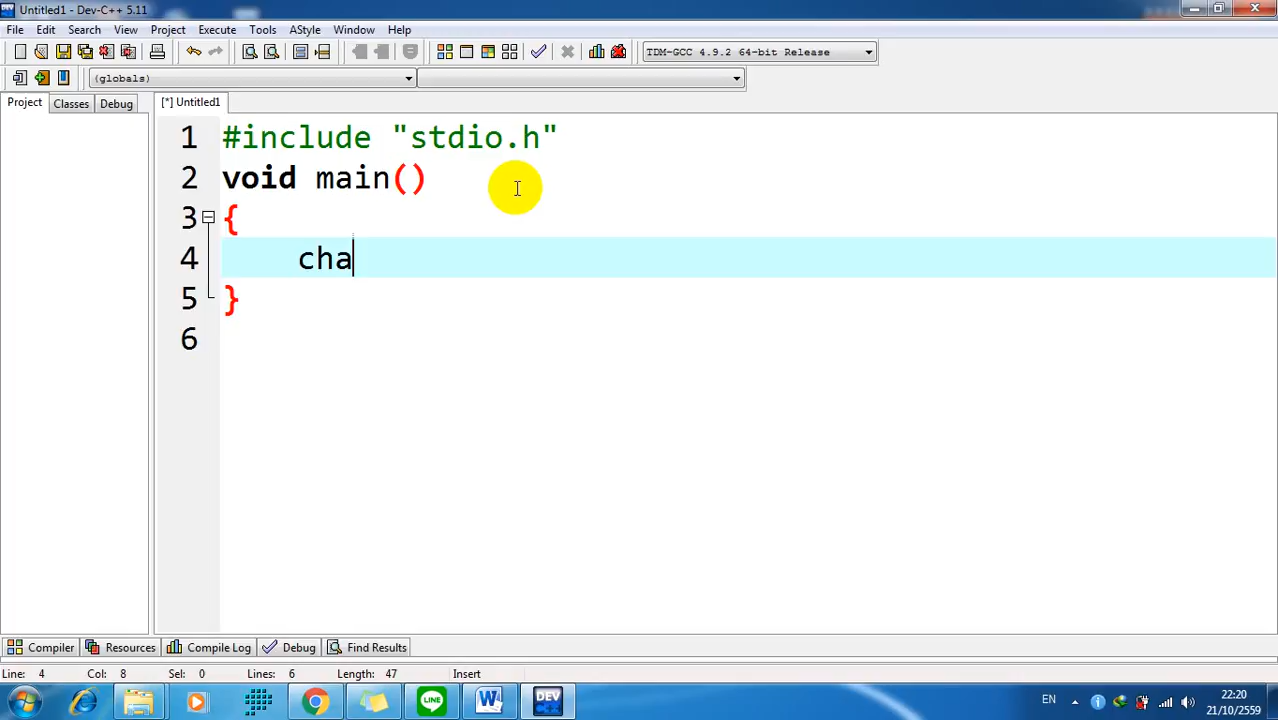 Untitled1 - Dev-C++ 5.11
File Edit Search View Project Execute Tools AStyle Window Help
TDM-GCC 4.9.2 64-bit Release
(globals)
Project Classes Debug [*] Untitled1
1 #include "stdio.h"
2 void main()
3 {
4 cha
5 }
6
Compiler Resources Compile Log Debug Find Results
Line: 4 Col: 8 Sel: 0 Lines: 6 Length: 47 Insert
LINE W DEV C++ EN 22:20
21/10/2559